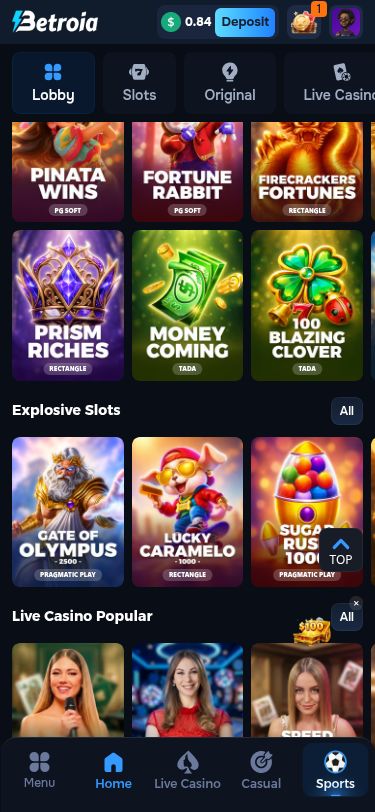 Betroia
$ 0.84 Deposit
1
Lobby
Slots
Original
Live Casino
PINATA
WINS
PG SOFT
FORTUNE
RABBIT
PG SOFT
FIRECRACKERS
FORTUNES
RECTANGLE
PRISM
RICHES
RECTANGLE
MONEY
COMING
TADA
100
BLAZING
CLOVER
TADA
Explosive Slots
All
GATE OF
OLYMPUS
- 2500 -
PRAGMATIC PLAY
LUCKY
CARAMELO
- 1000 -
RECTANGLE
SUGAR
RUSH
1000
PRAGMATIC PLAY
TOP
Live Casino Popular
$100
All
SPEED
Menu
Home
Live Casino
Casual
Sports